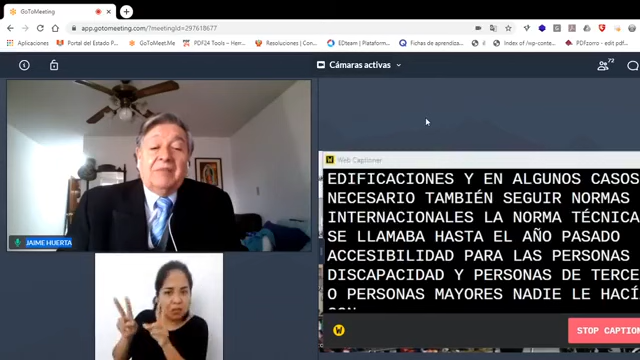 GoToMeeting
app.gotomeeting.com/?meetingId=297618677
Aplicaciones
Portal del Estado P
GoToMeet.Me
PDF24 Tools – Herr
Resoluciones | Con
EDteam | Plataform
Fichas de aprendizaj
Index of /wp-conte
PDFzorro - edit pdf
Cámaras activas
72
JAIME HUERTA
Web Captioner
EDIFICACIONES Y EN ALGUNOS CASOS
NECESARIO TAMBIÉN SEGUIR NORMAS
INTERNACIONALES LA NORMA TÉCNICA
SE LLAMABA HASTA EL AÑO PASADO
ACCESIBILIDAD PARA LAS PERSONAS
DISCAPACIDAD Y PERSONAS DE TERCE
O PERSONAS MAYORES NADIE LE HACÍ
CON
STOP CAPTION